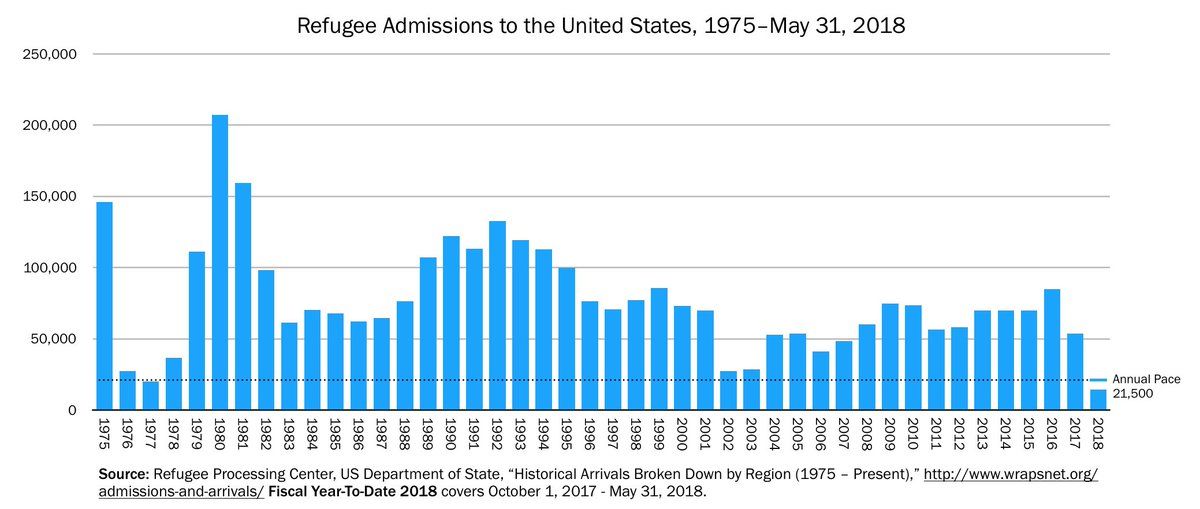 Refugee Admissions to the United States, 1975–May 31, 2018
250,000
200,000
150,000
100,000
50,000
0
Annual Pace
21,500
1975 1976 1977 1978 1979 1980 1981 1982 1983 1984 1985 1986 1987 1988 1989 1990 1991 1992 1993 1994 1995 1996 1997 1998 1999 2000 2001 2002 2003 2004 2005 2006 2007 2008 2009 2010 2011 2012 2013 2014 2015 2016 2017 2018
Source: Refugee Processing Center, US Department of State, “Historical Arrivals Broken Down by Region (1975 – Present),” http://www.wrapsnet.org/
admissions-and-arrivals/ Fiscal Year-To-Date 2018 covers October 1, 2017 - May 31, 2018.